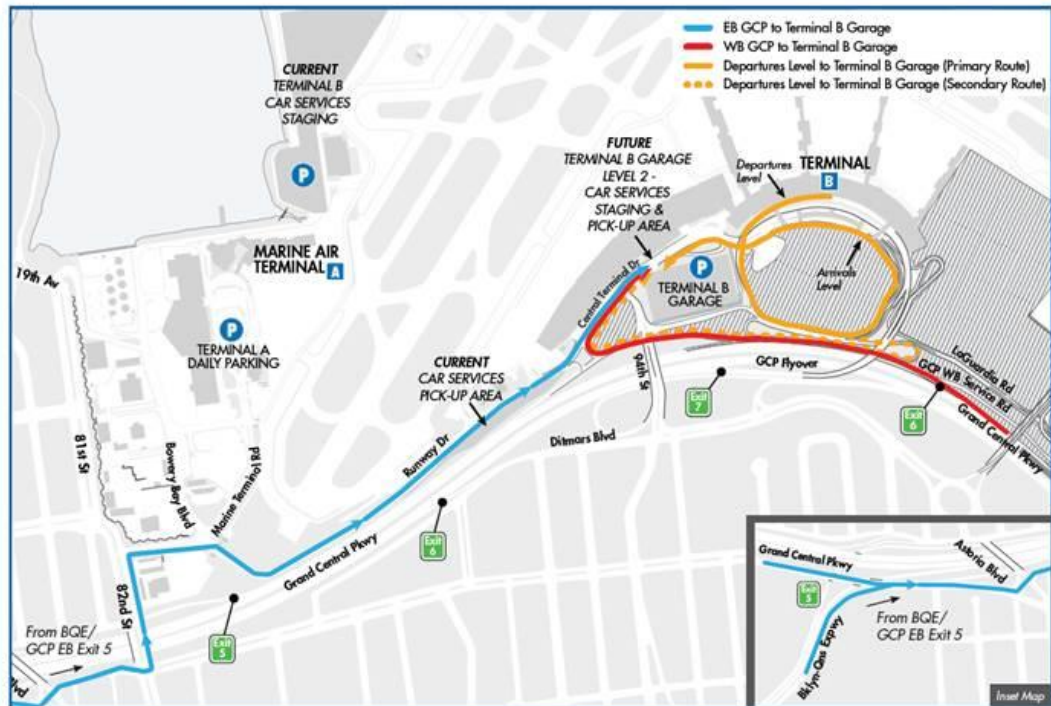 EB GCP to Terminal B Garage
WB GCP to Terminal B Garage
Departures Level to Terminal B Garage (Primary Route)
Departures Level to Terminal B Garage (Secondary Route)
CURRENT
TERMINAL B
CAR SERVICES
STAGING
P
FUTURE
TERMINAL B GARAGE
LEVEL 2 -
CAR SERVICES
STAGING &
PICK-UP AREA
Departures
Level
TERMINAL
B
MARINE AIR
TERMINAL A
19th Av
Central Terminal Dr
P
TERMINAL B
GARAGE
Arrivals
Level
P
TERMINAL A
DAILY PARKING
CURRENT
CAR SERVICES
PICK-UP AREA
94th St
GCP Flyover
LaGuardia Rd
GCP WB Service Rd
Grand Central Pkwy
Exit
7
Exit
6
81st St
Bowery Bay Blvd
Marine Terminal
Runway Dr
Ditmars Blvd
Grand Central Pkwy
Exit
6
82nd St
Exit
5
From BQE/
GCP EB Exit 5
Blvd
Grand Central Pkwy
Astoria Blvd
Exit
5
From BQE/
GCP EB Exit 5
Bklyn-Qns Expwy
Inset Map